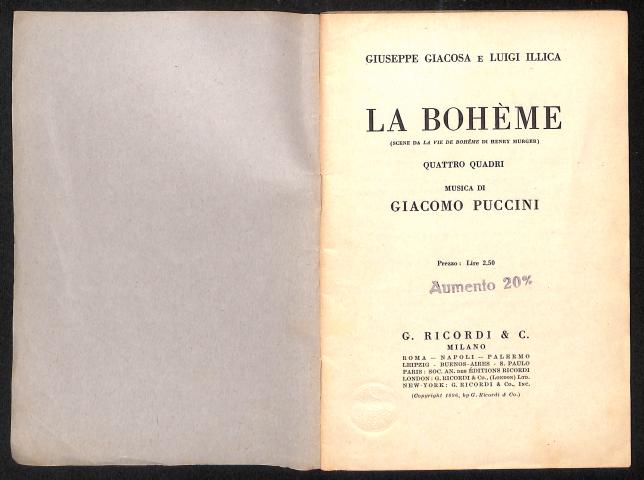 GIUSEPPE GIACOSA E LUIGI ILLICA
LA BOHÈME
(SCENE DA LA VIE DE BOHÊME DI HENRY MURGER)
QUATTRO QUADRI
MUSICA DI
GIACOMO PUCCINI
Prezzo: Lire 2,50
Aumento 20%
G. RICORDI & C.
MILANO
ROMA — NAPOLI — PALERMO
LEIPZIG - BUENOS-AIRES - S. PAULO
PARIS: SOC. AN. DES ÉDITIONS RICORDI
LONDON: G. RICORDI & Co., (LONDON) LTD.
NEW-YORK: G. RICORDI & Co., INC.
(Copyright 1896, by G. Ricordi & Co.)